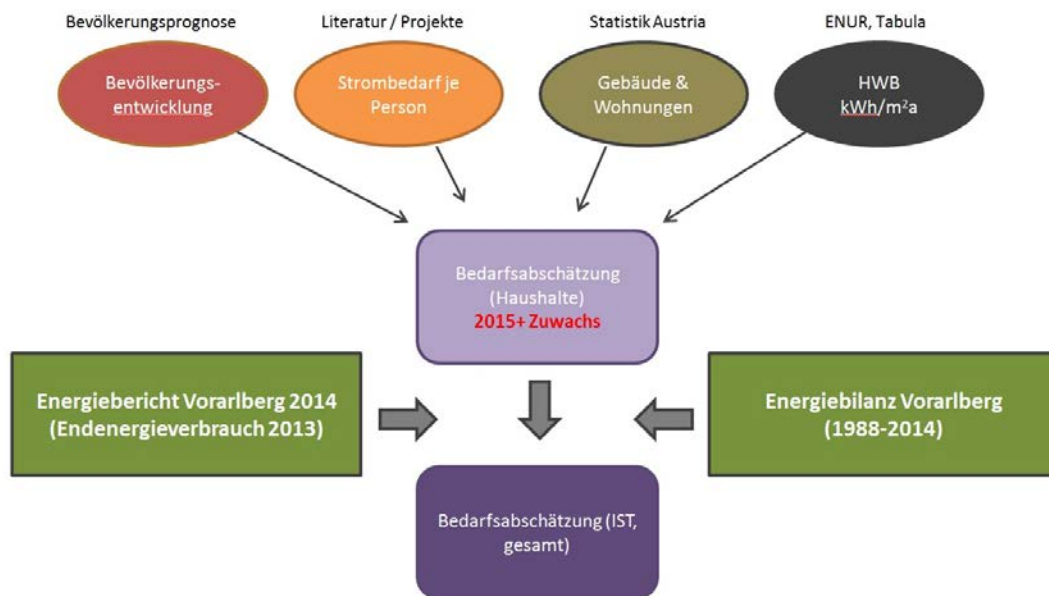 Bevölkerungsprognose
Literatur / Projekte
Statistik Austria
ENUR, Tabula
Bevölkerungs-
entwicklung
Strombedarf je
Person
Gebäude &
Wohnungen
HWB
kWh/m²a
Bedarfsabschätzung
(Haushalte)
2015+ Zuwachs
Energiebericht Vorarlberg 2014
(Endenergieverbrauch 2013)
Energiebilanz Vorarlberg
(1988-2014)
Bedarfsabschätzung (IST,
gesamt)